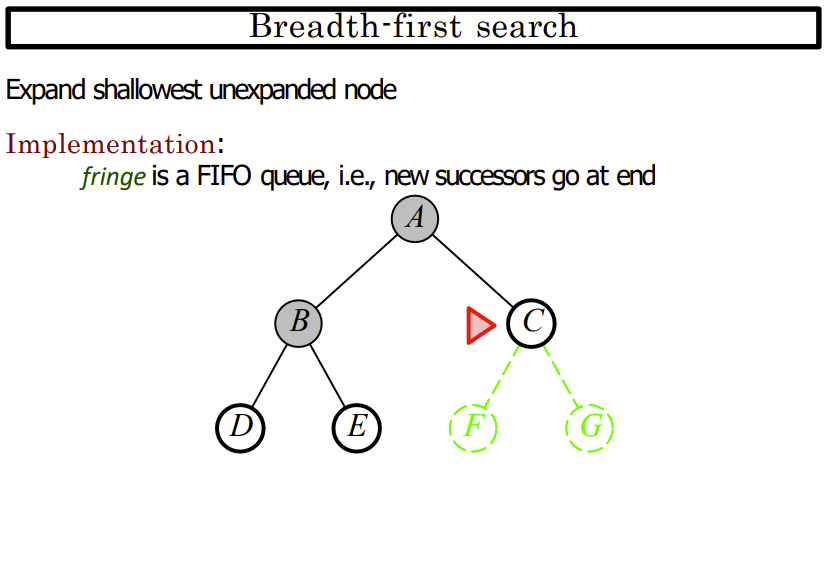 Breadth-first search
Expand shallowest unexpanded node
Implementation:
fringe is a FIFO queue, i.e., new successors go at end
A
B C
D E F G